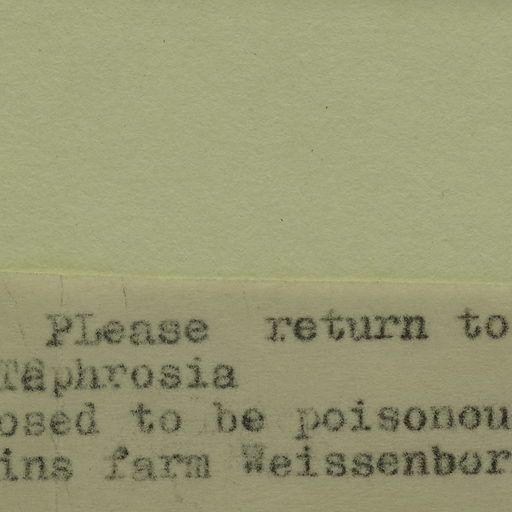 PLease return to
Tephrosia
osed to be poisonou
ins farm Weissenbor